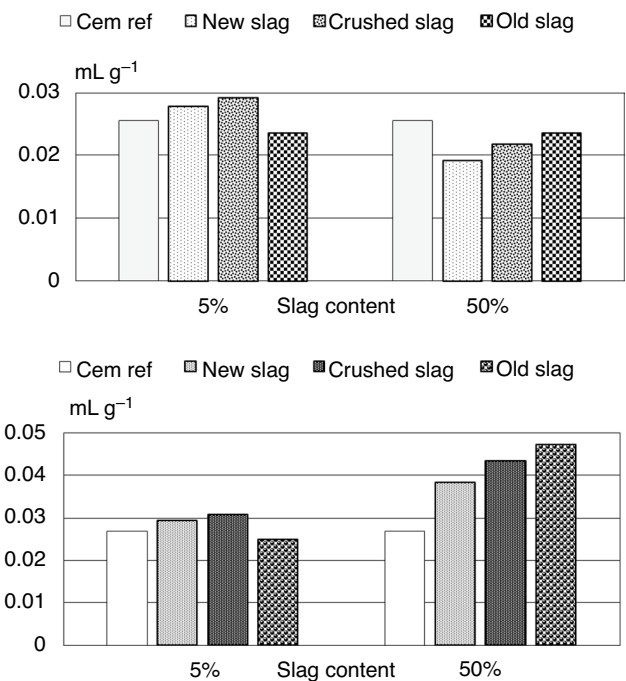 Cem ref New slag Crushed slag Old slag
mL g⁻¹
0.03
0.02
0.01
0
5% Slag content 50%
Cem ref New slag Crushed slag Old slag
mL g⁻¹
0.05
0.04
0.03
0.02
0.01
0
5% Slag content 50%